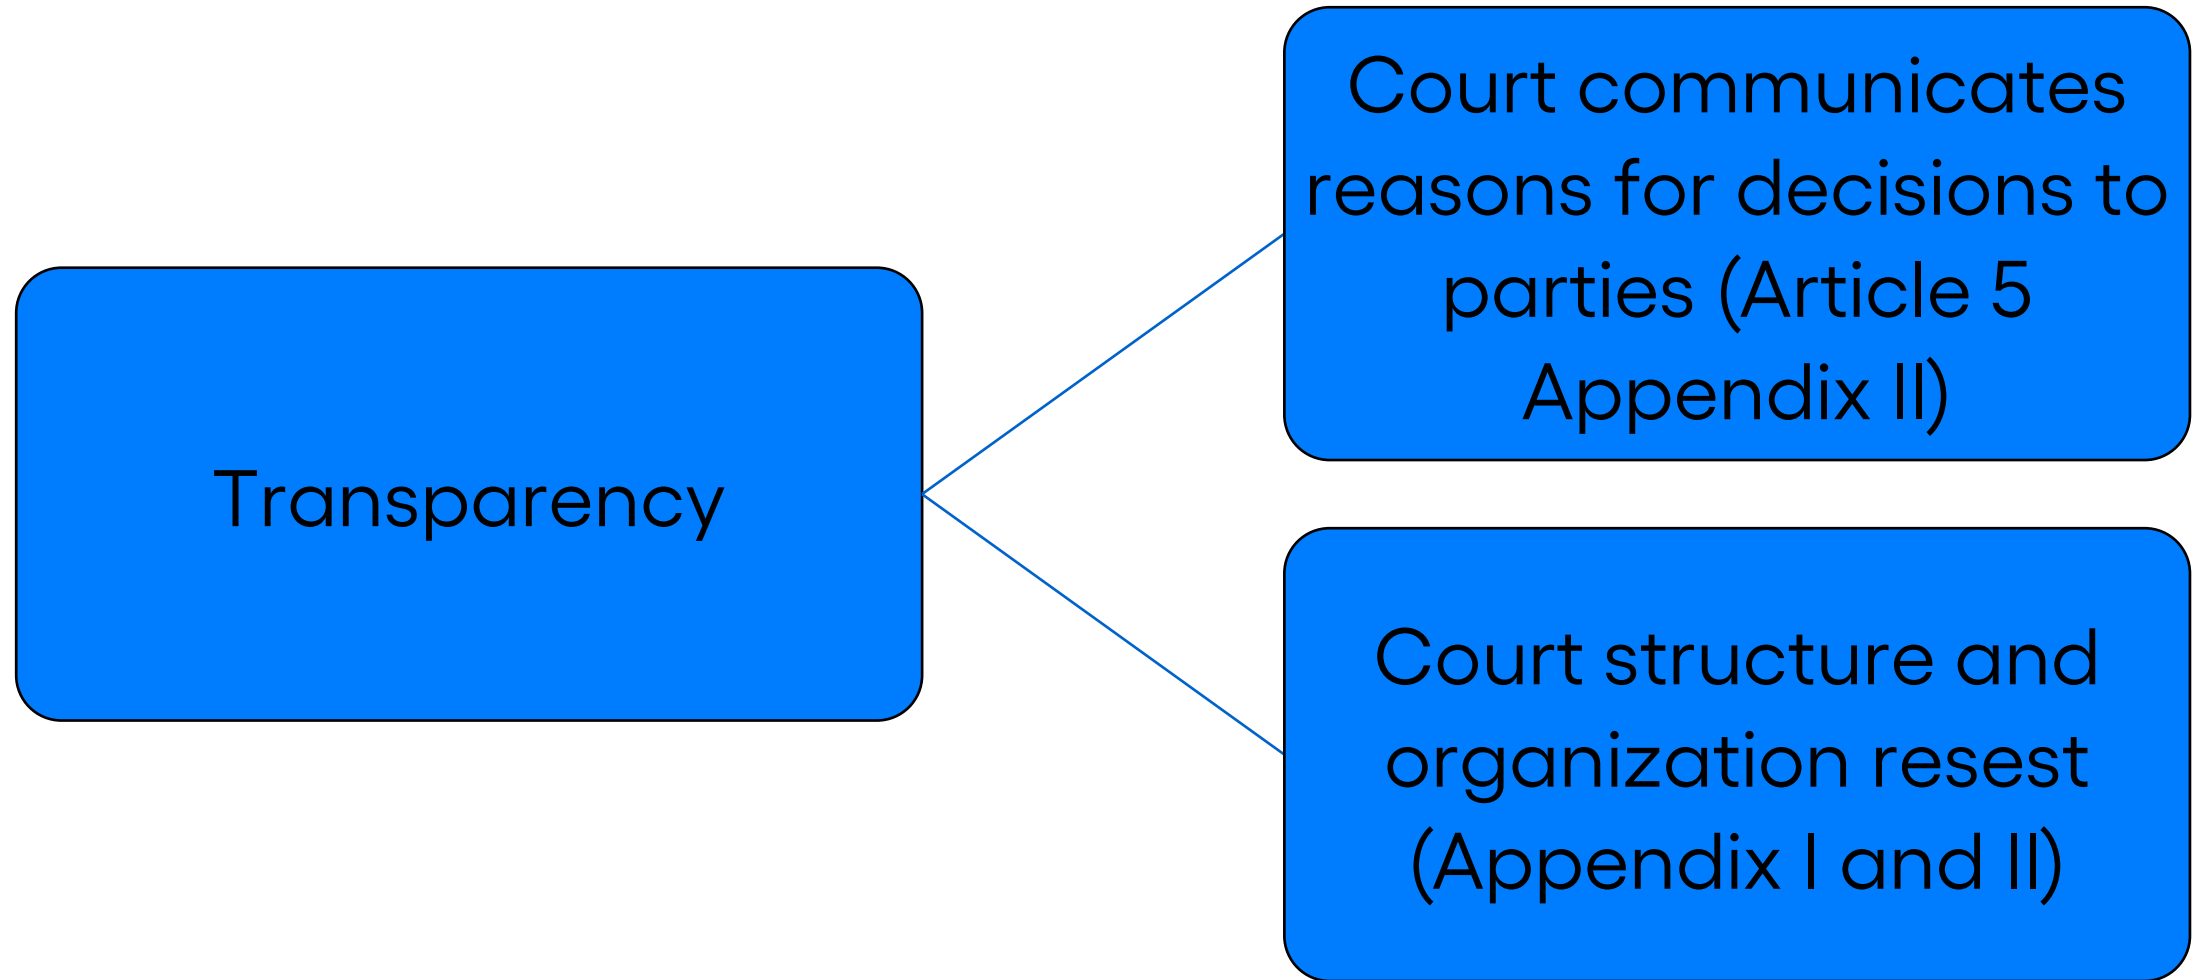 Transparency
Court communicates
reasons for decisions to
parties (Article 5
Appendix II)
Court structure and
organization resest
(Appendix I and II)